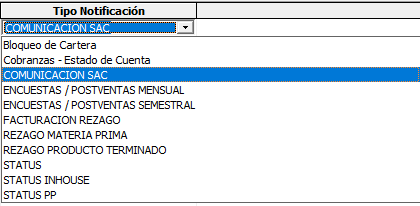 Tipo Notificación
COMUNICACION SAC
Bloqueo de Cartera
Cobranzas - Estado de Cuenta
COMUNICACION SAC
ENCUESTAS / POSTVENTAS MENSUAL
ENCUESTAS / POSTVENTAS SEMESTRAL
FACTURACION REZAGO
REZAGO MATERIA PRIMA
REZAGO PRODUCTO TERMINADO
STATUS
STATUS INHOUSE
STATUS PP